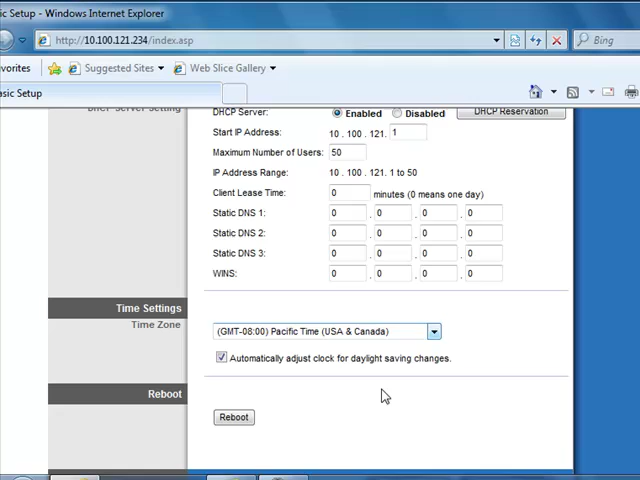 sic Setup - Windows Internet Explorer
http://10.100.121.234/index.asp
Bing
avorites Suggested Sites Web Slice Gallery
asic Setup
DHCP Server Setting
DHCP Server: Enabled Disabled DHCP Reservation
Start IP Address: 10 . 100 . 121. 1
Maximum Number of Users: 50
IP Address Range: 10 . 100 . 121. 1 to 50
Client Lease Time: 0 minutes (0 means one day)
Static DNS 1: 0 . 0 . 0 . 0
Static DNS 2: 0 . 0 . 0 . 0
Static DNS 3: 0 . 0 . 0 . 0
WINS: 0 . 0 . 0 . 0
Time Settings
Time Zone
(GMT-08:00) Pacific Time (USA & Canada)
Automatically adjust clock for daylight saving changes.
Reboot
Reboot